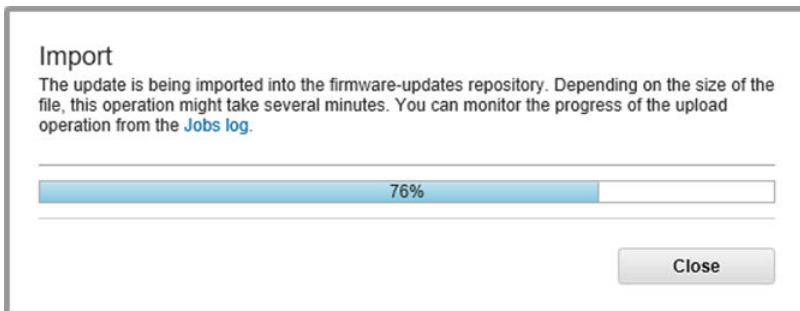 Import
The update is being imported into the firmware-updates repository. Depending on the size of the
file, this operation might take several minutes. You can monitor the progress of the upload
operation from the Jobs log.
76%
Close